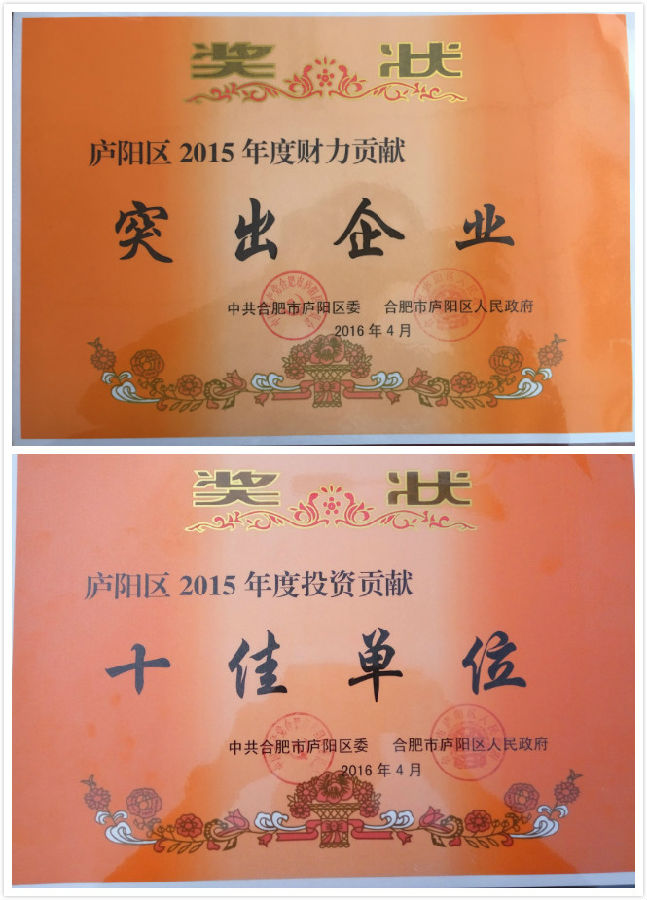 奖 状
庐阳区 2015 年度财力贡献
突出企业
中共合肥市庐阳区委 合肥市庐阳区人民政府
2016 年 4 月
奖 状
庐阳区 2015 年度投资贡献
十佳单位
中共合肥市庐阳区委 合肥市庐阳区人民政府
2016 年 4 月